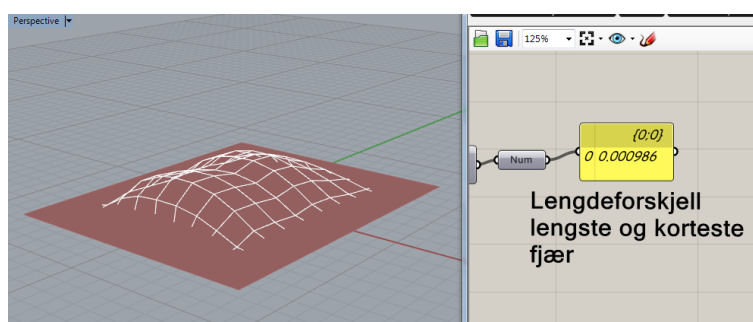 Perspective
125%
Num
{0;0}
0 0,000986
Lengdeforskjell
lengste og korteste
fjær